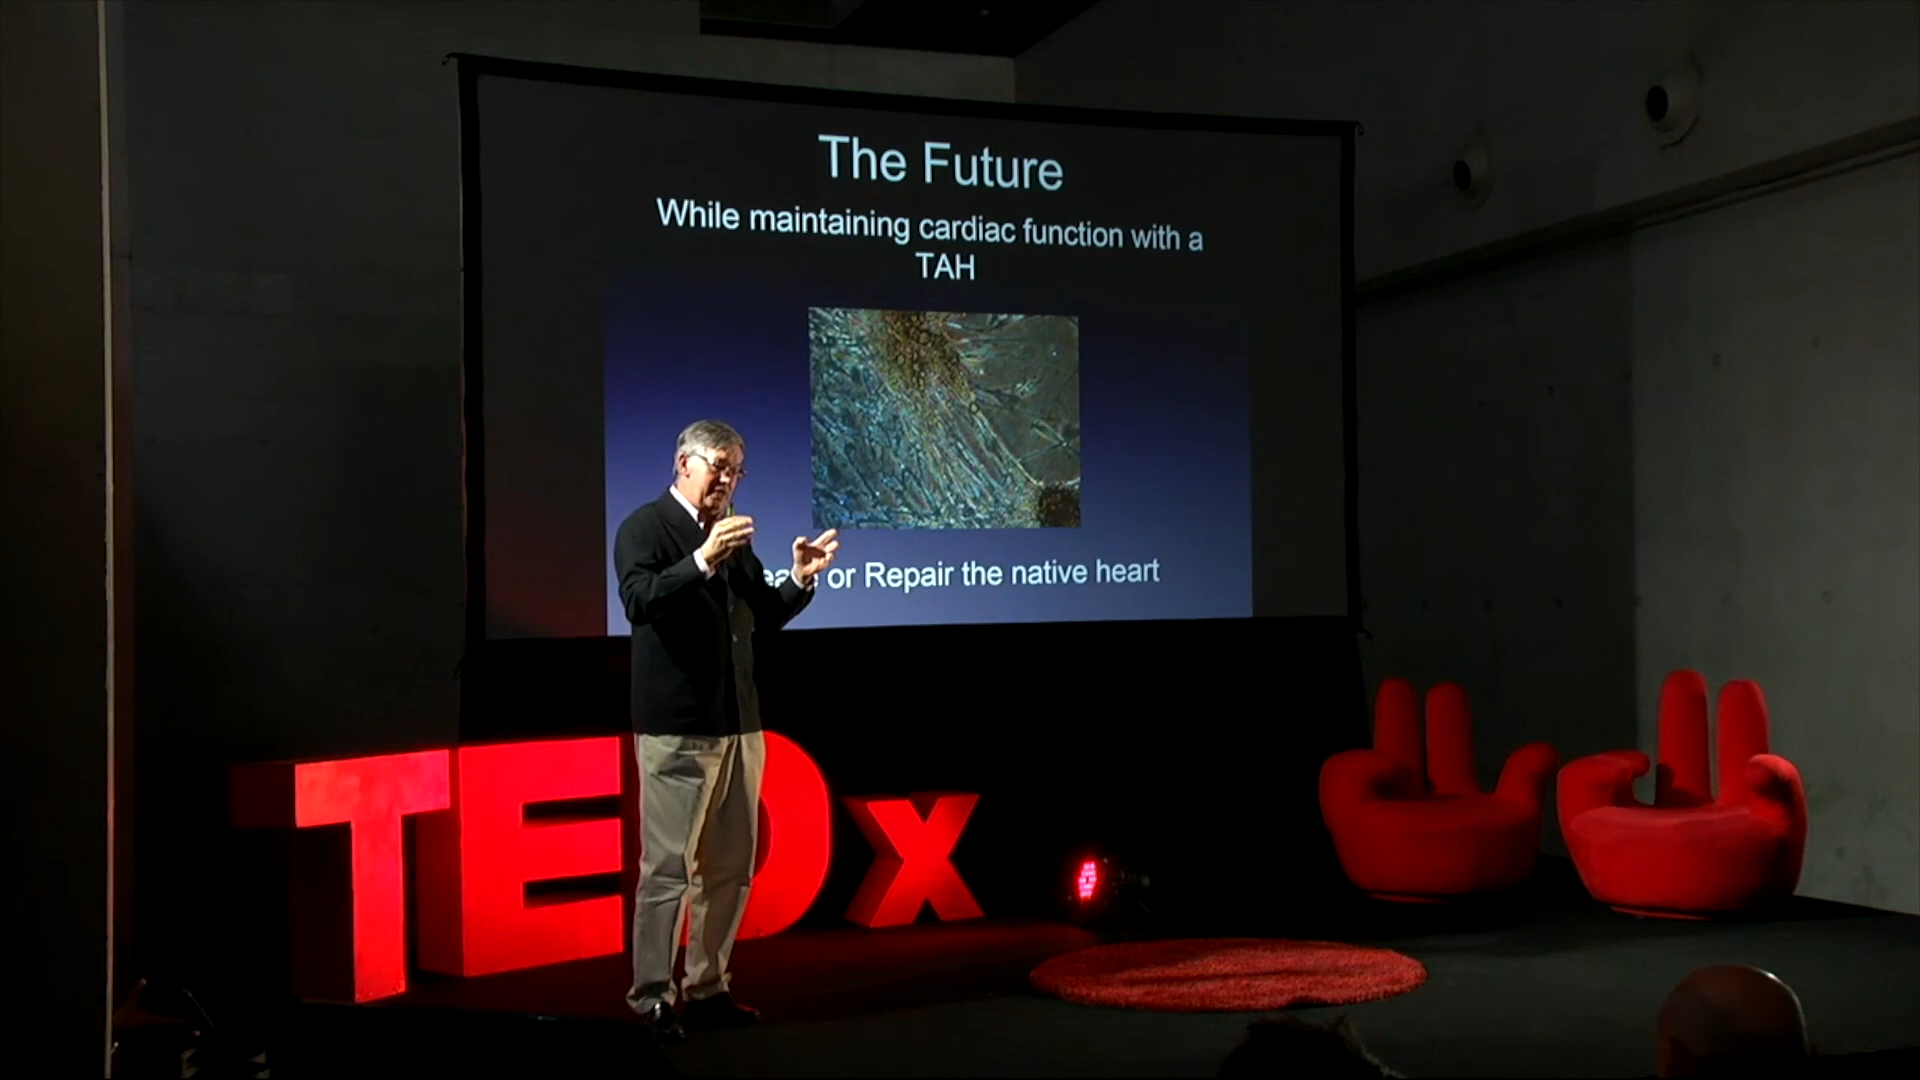 The Future
While maintaining cardiac function with a
TAH
or Repair the native heart
TEDx